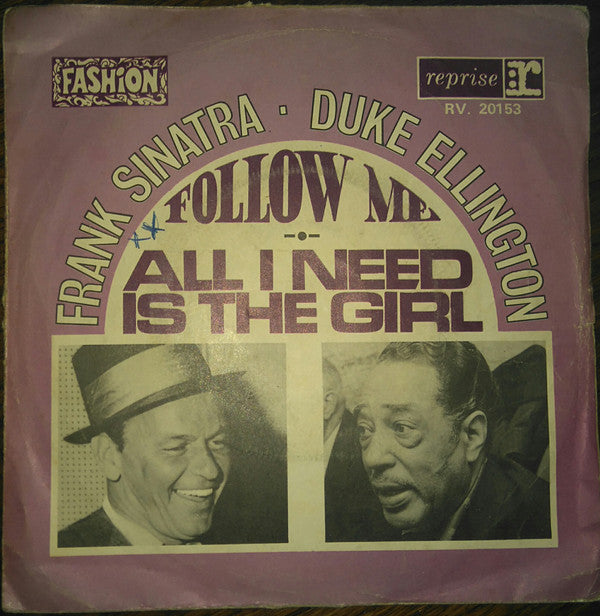 FASHION
reprise r
RV. 20153
FRANK SINATRA · DUKE ELLINGTON
FOLLOW ME
ALL I NEED
IS THE GIRL